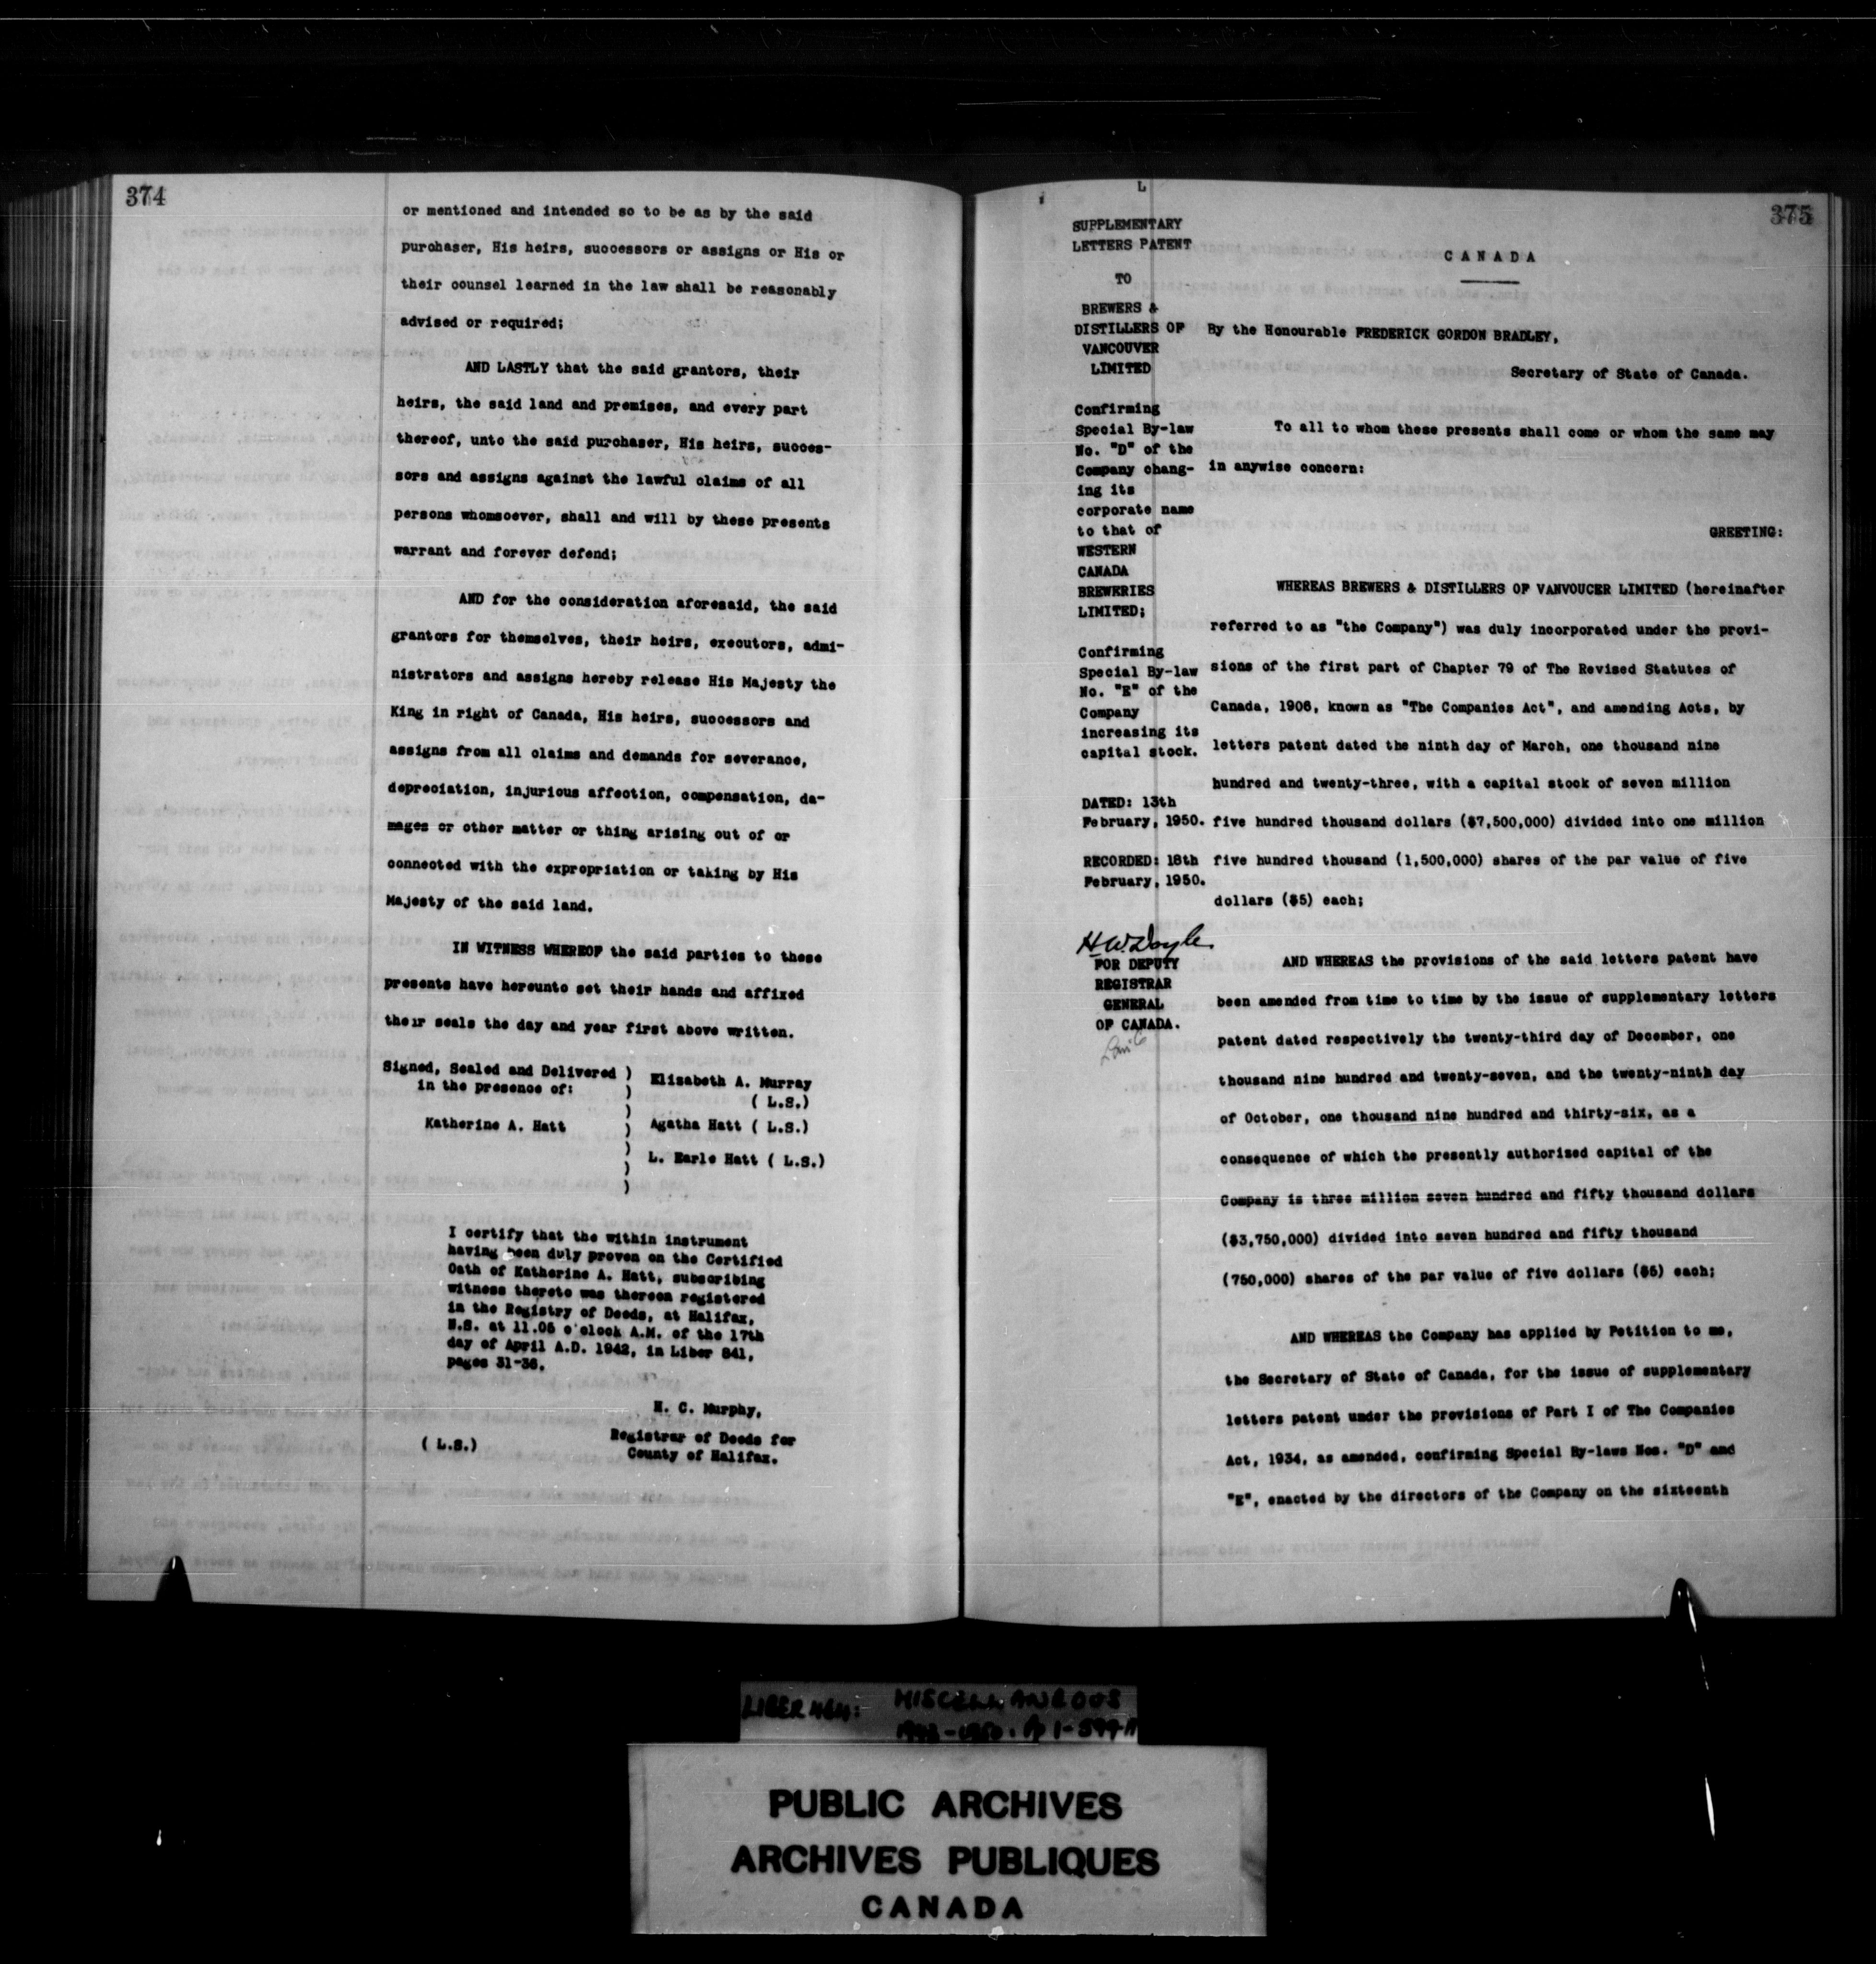 374
or mentioned and intended so to be as by the said
purchaser, His heirs, successors or assigns or His or
their counsel learned in the law shall be reasonably
advised or required;
AND LASTLY that the said grantors, their
heirs, the said land and premises, and every part
thereof, unto the said purchaser, His heirs, succes-
sors and assigns against the lawful claims of all
persons whomsoever, shall and will by these presents
warrant and forever defend;
AND for the consideration aforesaid, the said
grantors for themselves, their heirs, executors, admi-
nistrators and assigns hereby release His Majesty the
King in right of Canada, His heirs, successors and
assigns from all claims and demands for severance,
depreciation, injurious affection, compensation, da-
mages or other matter or thing arising out of or
connected with the expropriation or taking by His
Majesty of the said land.
IN WITNESS WHEREOF the said parties to these
presents have hereunto set their hands and affixed
their seals the day and year first above written.
Signed, Sealed and Delivered )
in the presence of: )
Katherine A. Hatt )
Elizabeth A. Murray
( L.S.)
Agatha Hatt ( L.S.)
L. Earle Hatt ( L.S.)
I certify that the within instrument
having been duly proven on the Certified
Oath of Katherine A. Hatt, subscribing
witness thereto was thereon registered
in the Registry of Deeds, at Halifax,
N.S. at 11.05 o'clock A.M. of the 17th
day of April A.D. 1942, in Liber 841,
pages 31-36.
H. C. Murphy,
( L.S.) Registrar of Deeds for
County of Halifax.
L
375
SUPPLEMENTARY
LETTERS PATENT
TO
BREWERS &
DISTILLERS OF
VANCOUVER
LIMITED
Confirming
Special By-law
No. "D" of the
Company chang-
ing its
corporate name
to that of
WESTERN
CANADA
BREWERIES
LIMITED;
Confirming
Special By-law
No. "E" of the
Company
increasing its
capital stock.
DATED: 13th
February, 1950.
RECORDED: 18th
February, 1950.
H.W. Doyle
FOR DEPUTY
REGISTRAR
GENERAL
OF CANADA.
CANADA
By the Honourable FREDERICK GORDON BRADLEY,
Secretary of State of Canada.
To all to whom these presents shall come or whom the same may
in anywise concern:
GREETING:
WHEREAS BREWERS & DISTILLERS OF VANVOUCER LIMITED (hereinafter
referred to as "the Company") was duly incorporated under the provi-
sions of the first part of Chapter 79 of The Revised Statutes of
Canada, 1906, known as "The Companies Act", and amending Acts, by
letters patent dated the ninth day of March, one thousand nine
hundred and twenty-three, with a capital stock of seven million
five hundred thousand dollars ($7,500,000) divided into one million
five hundred thousand (1,500,000) shares of the par value of five
dollars ($5) each;
AND WHEREAS the provisions of the said letters patent have
been amended from time to time by the issue of supplementary letters
patent dated respectively the twenty-third day of December, one
thousand nine hundred and twenty-seven, and the twenty-ninth day
of October, one thousand nine hundred and thirty-six, as a
consequence of which the presently authorized capital of the
Company is three million seven hundred and fifty thousand dollars
($3,750,000) divided into seven hundred and fifty thousand
(750,000) shares of the par value of five dollars ($5) each;
AND WHEREAS the Company has applied by Petition to me,
the Secretary of State of Canada, for the issue of supplementary
letters patent under the provisions of Part I of The Companies
Act, 1934, as amended, confirming Special By-laws Nos. "D" and
"E", enacted by the directors of the Company on the sixteenth
LIBER 464: MISCELLANEOUS
PUBLIC ARCHIVES
ARCHIVES PUBLIQUES
CANADA